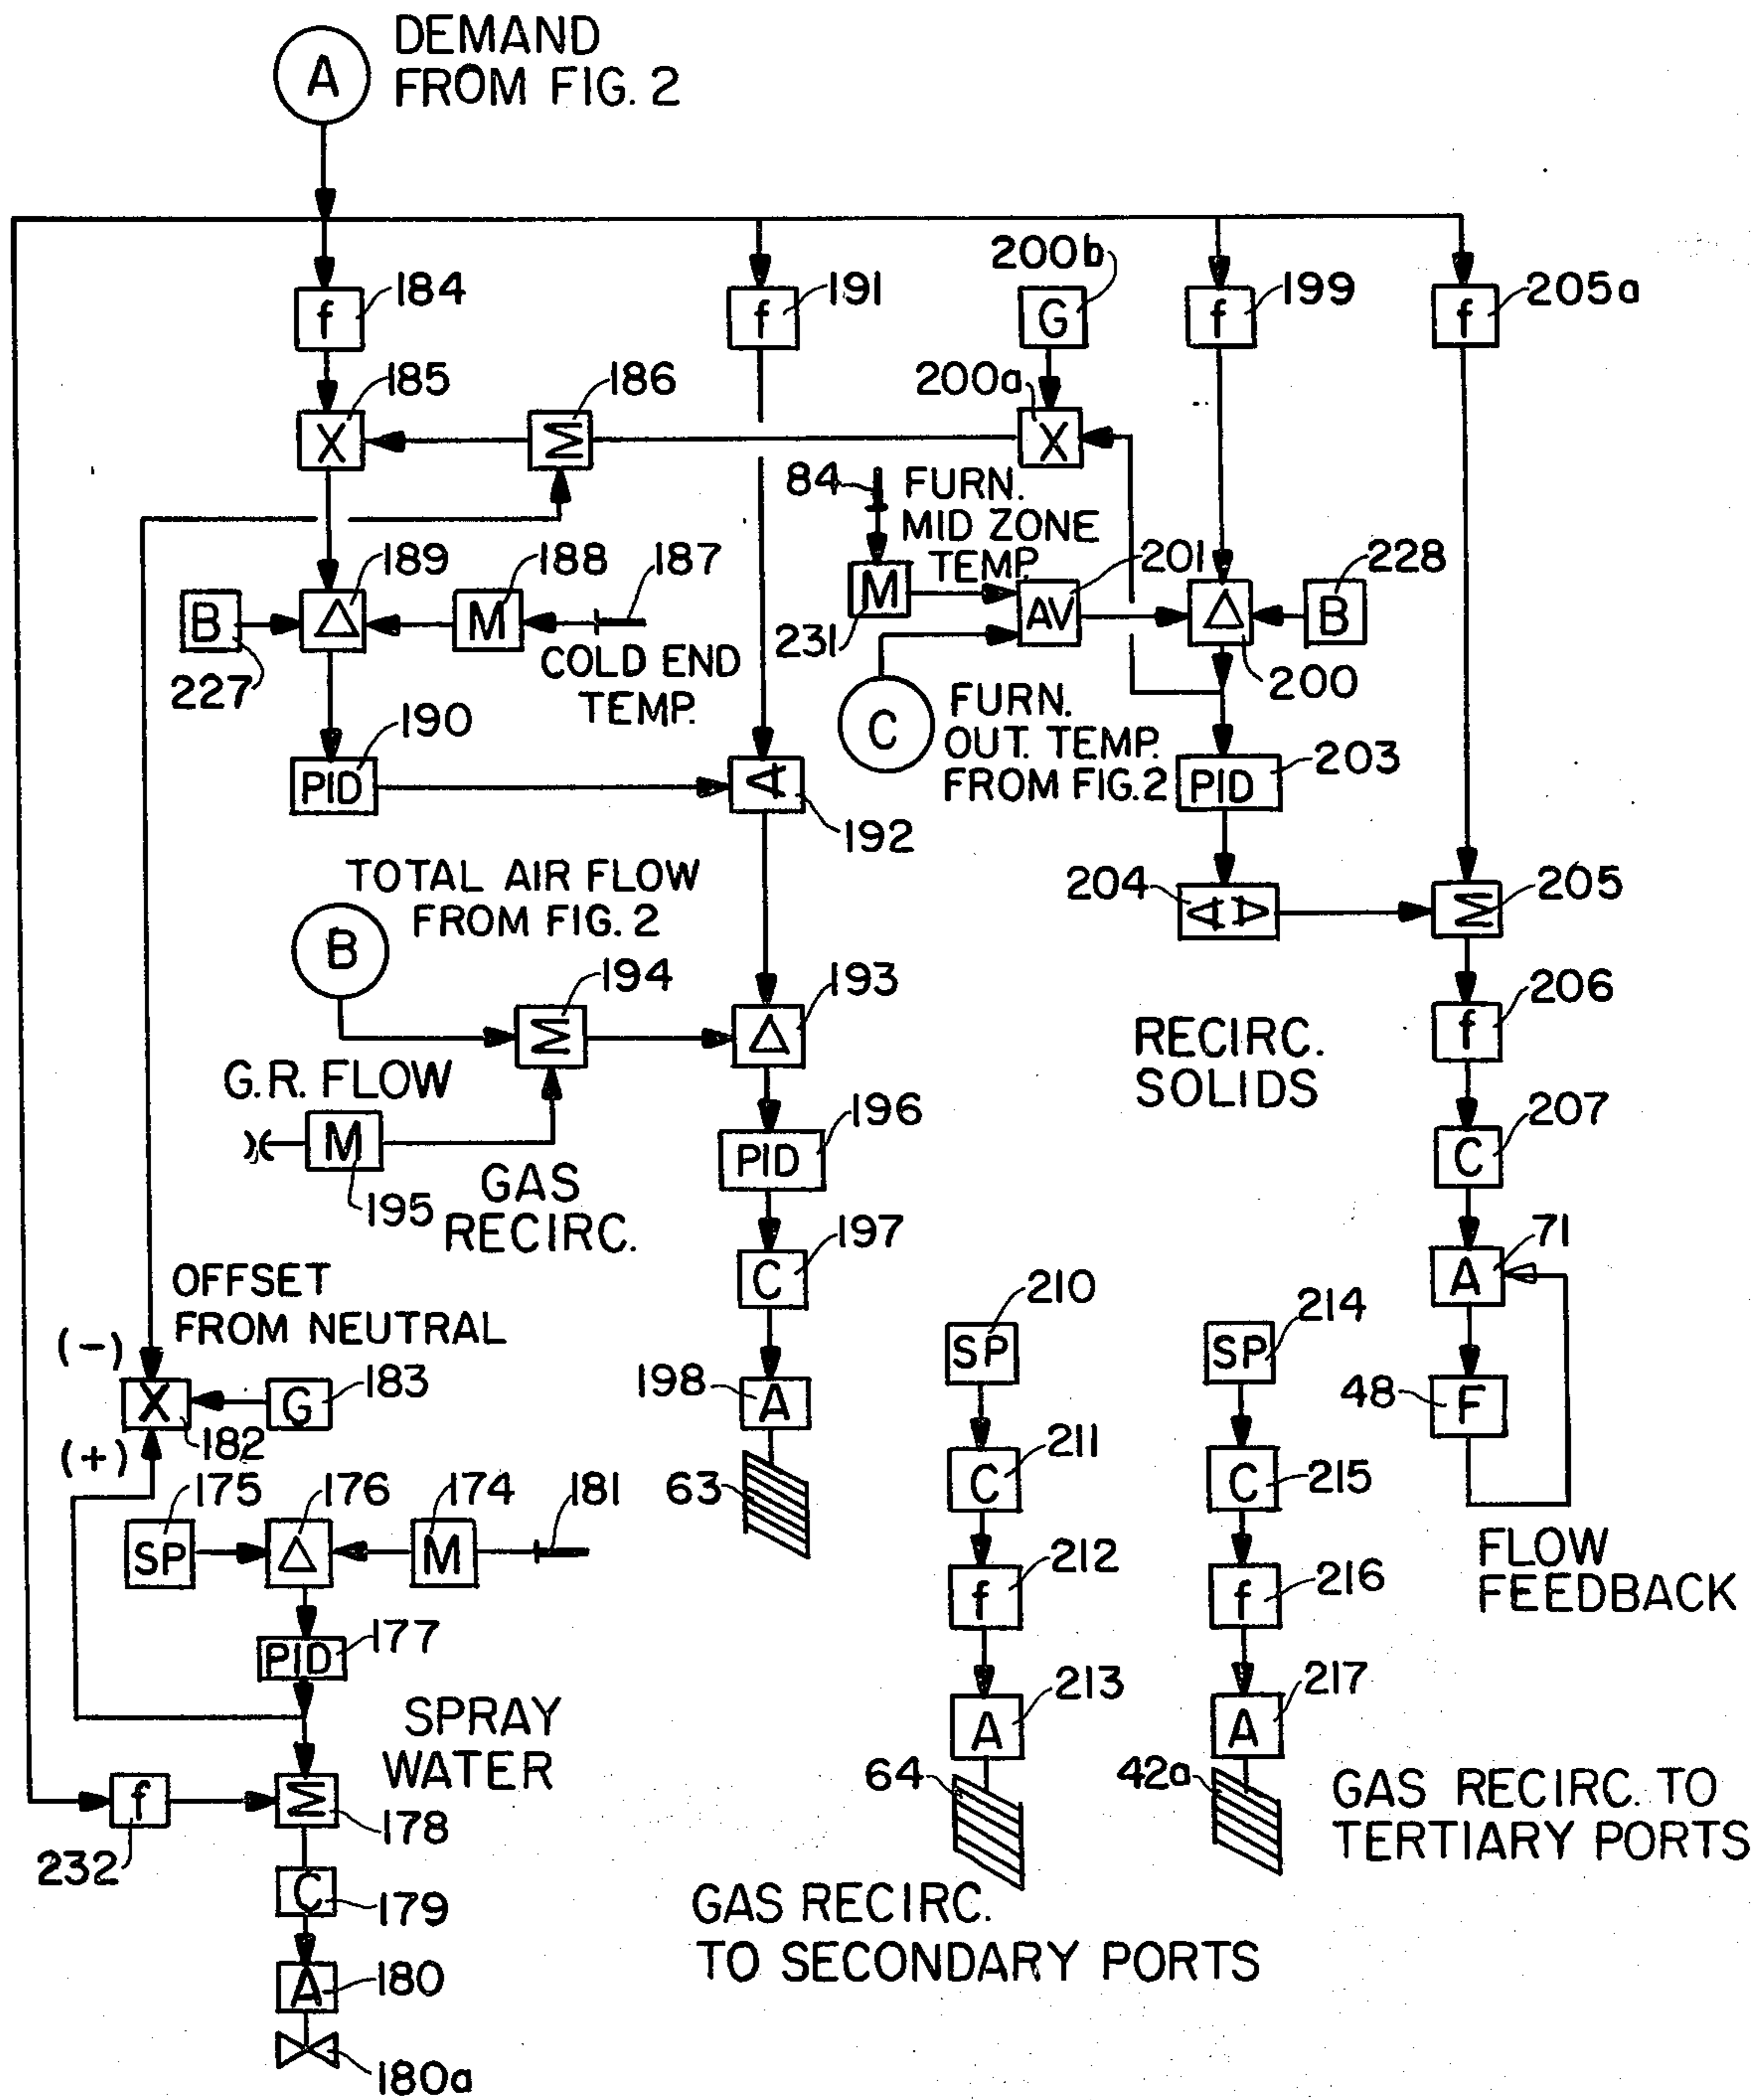 A
DEMAND
FROM FIG. 2
f 184
f 191
200b
G
f 199
f 205a
185
X
186
Σ
200a
X
84
FURN.
MID ZONE
TEMP.
M
231
201
AV
189
Δ
B
227
188
M
187
COLD END
TEMP.
Δ
200
228
B
C
FURN.
OUT. TEMP.
FROM FIG. 2
190
PID
192
203
PID
204
205
Σ
TOTAL AIR FLOW
FROM FIG. 2
B
194
Σ
193
Δ
G.R. FLOW
M
195
GAS
RECIRC.
RECIRC.
SOLIDS
206
f
196
PID
207
C
197
C
71
A
198
A
63
48
F
FLOW
FEEDBACK
OFFSET
FROM NEUTRAL
(-)
X
182
G
183
(+)
175
SP
176
Δ
174
M
181
177
PID
SPRAY
WATER
f
232
Σ
178
C
179
A
180
180a
210
SP
211
C
212
f
213
A
64
GAS RECIRC.
TO SECONDARY PORTS
214
SP
215
C
216
f
217
A
42a
GAS RECIRC. TO
TERTIARY PORTS